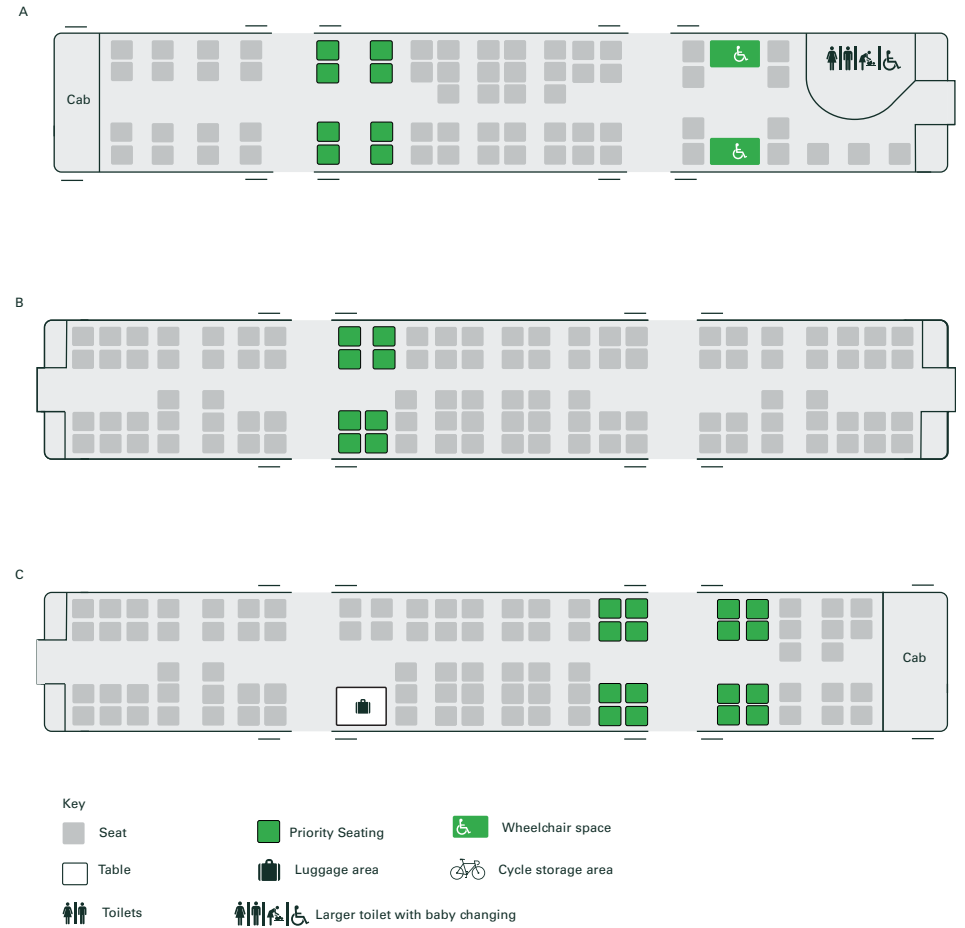 A
Cab
B
C
Cab
Key
Seat
Priority Seating
Wheelchair space
Table
Luggage area
Cycle storage area
Toilets
Larger toilet with baby changing